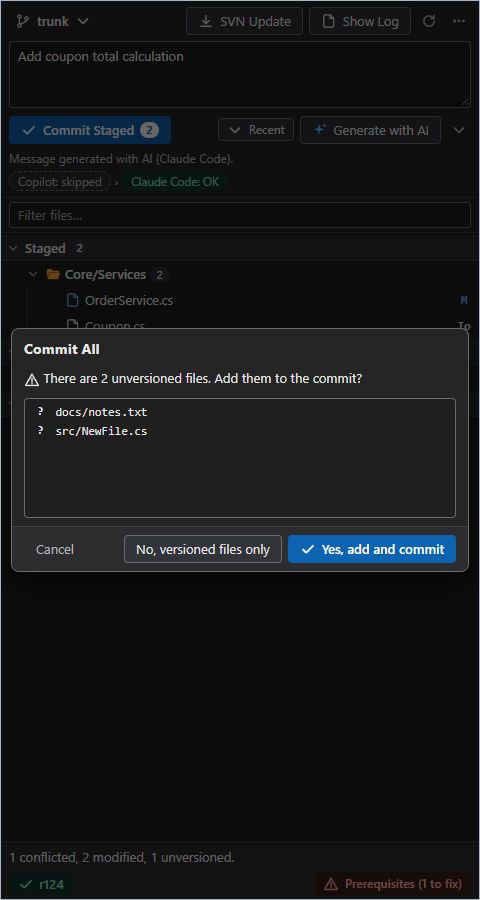 trunk
SVN Update
Show Log
Add coupon total calculation
Commit Staged 2
Recent
Generate with AI
Message generated with AI (Claude Code).
Copilot: skipped › Claude Code: OK
Filter files...
Staged 2
Core/Services 2
OrderService.cs M
Coupon.cs To
Commit All
There are 2 unversioned files. Add them to the commit?
? docs/notes.txt
? src/NewFile.cs
Cancel
No, versioned files only
Yes, add and commit
1 conflicted, 2 modified, 1 unversioned.
r124
Prerequisites (1 to fix)